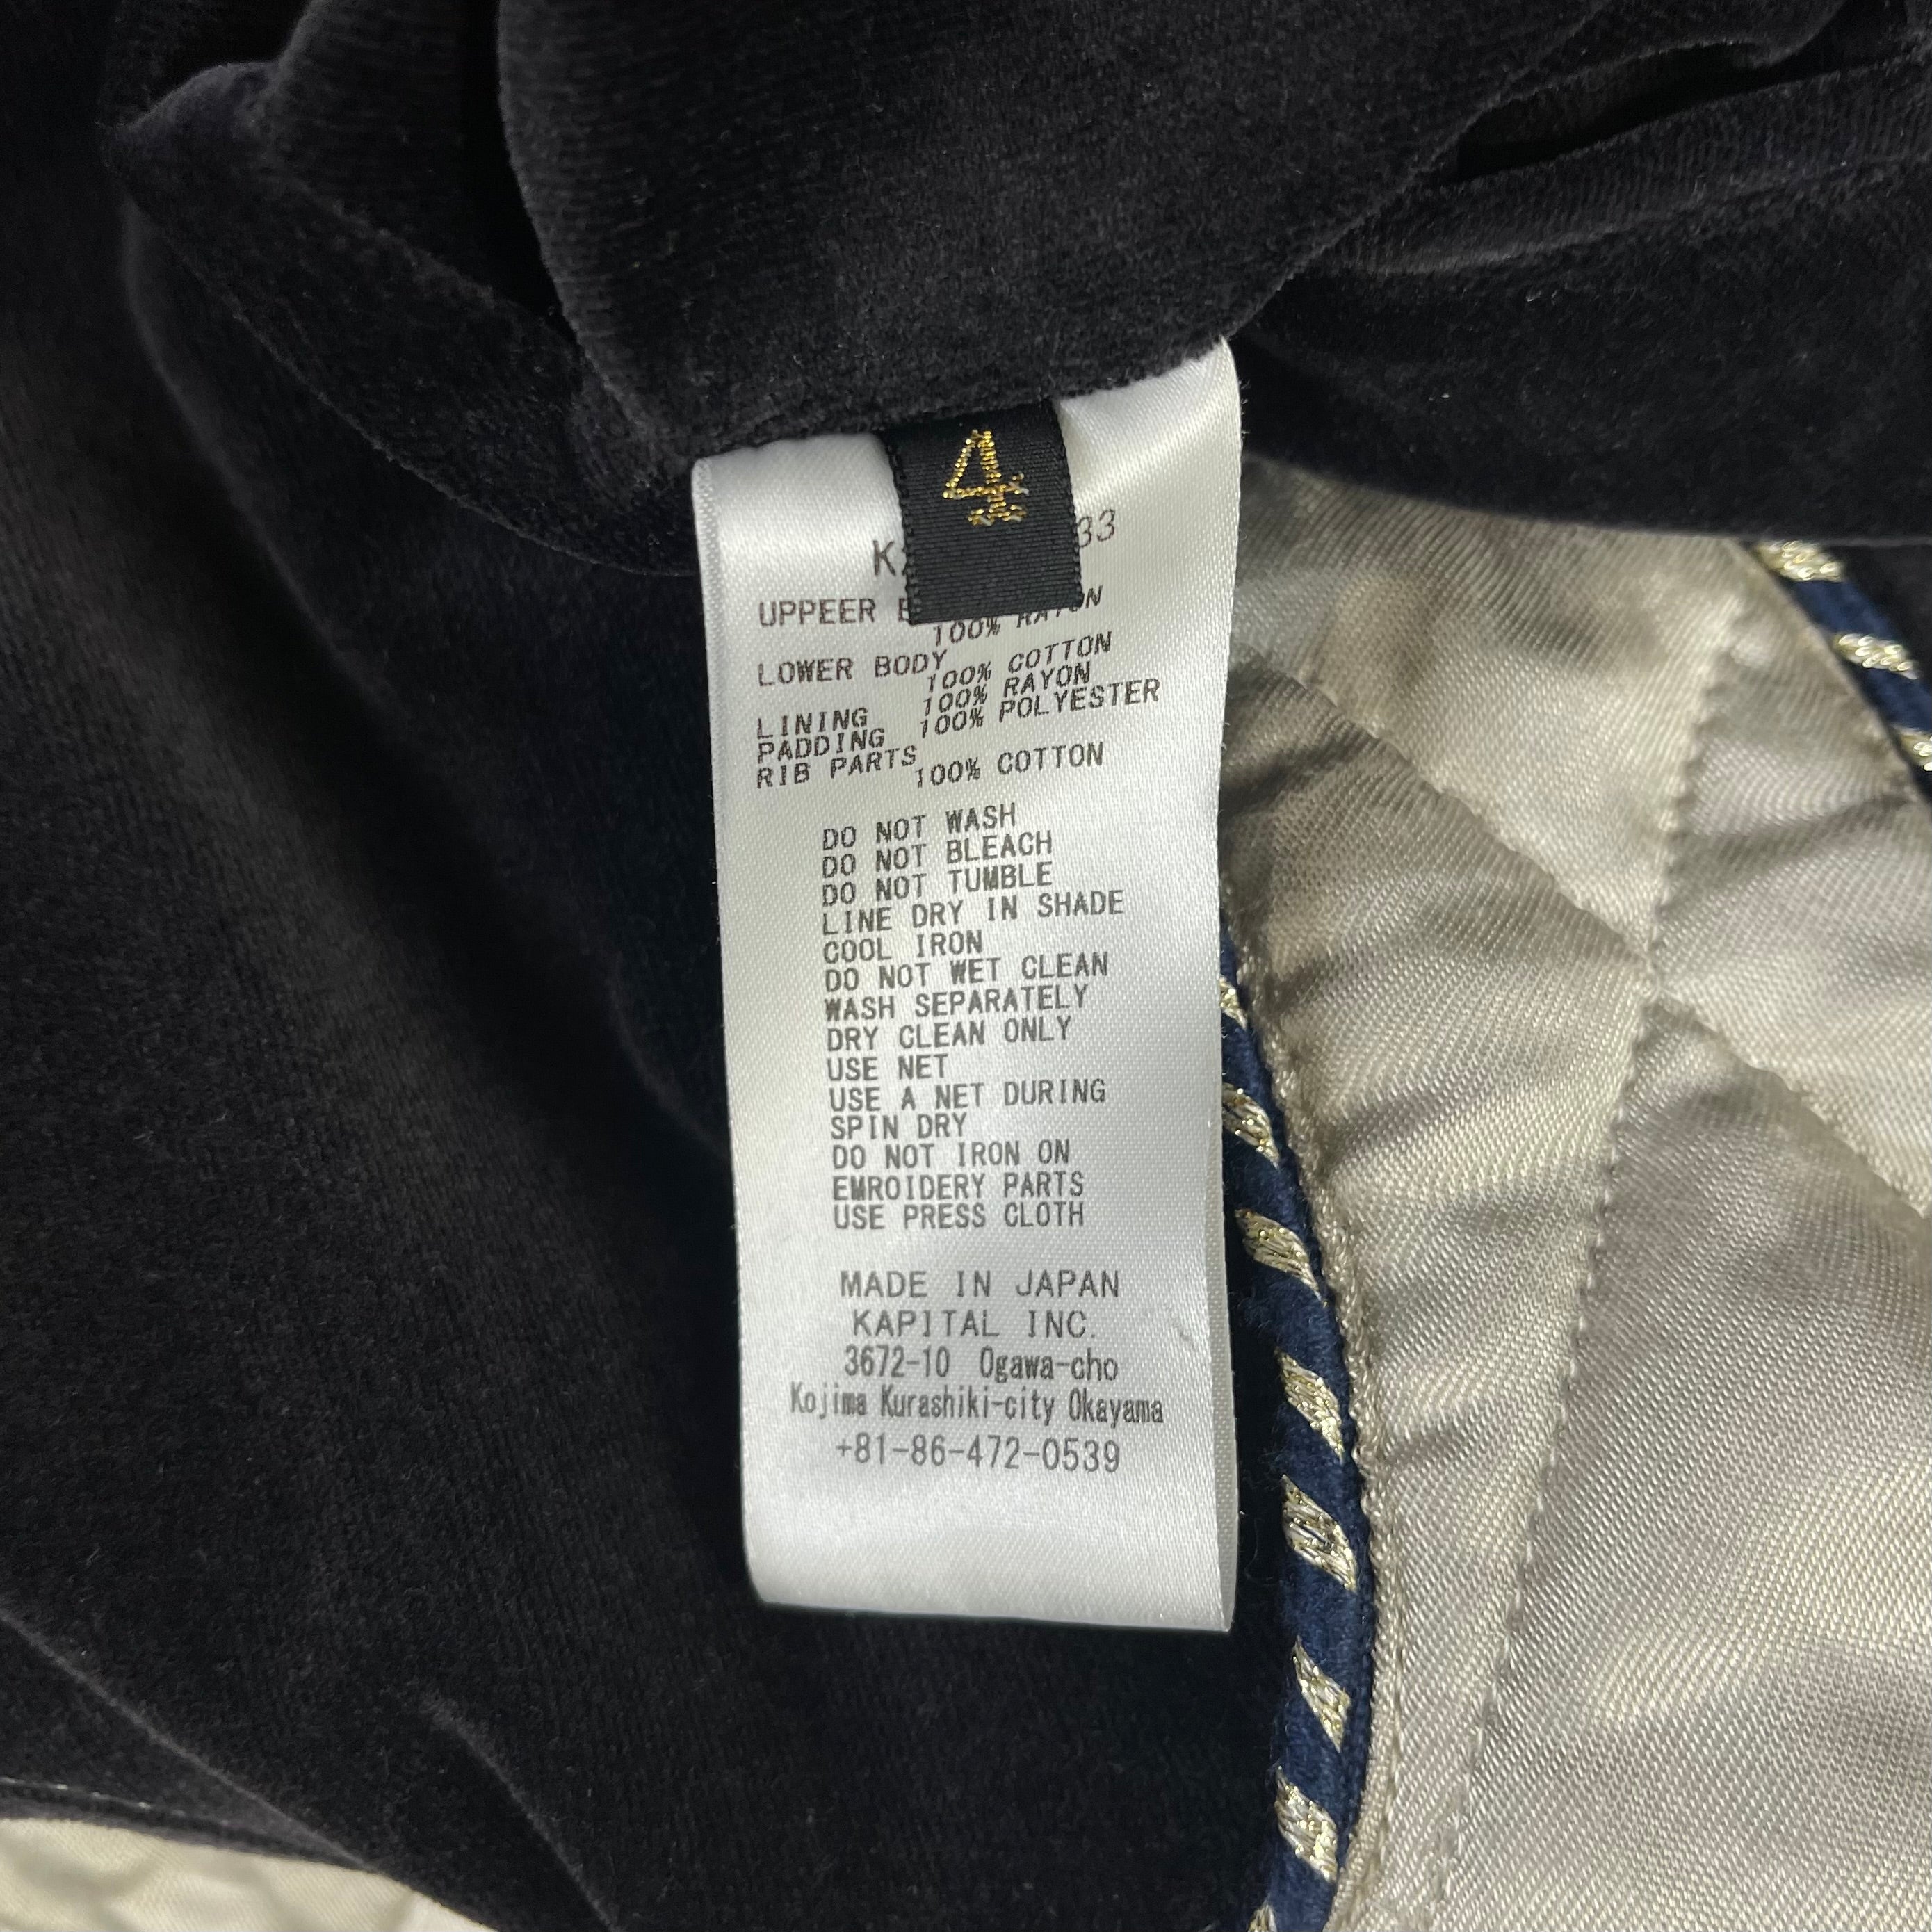 4
33
UPPEER
100% RAYON
LOWER BODY
100% COTTON
100% RAYON
LINING 100% POLYESTER
PADDING
RIB PARTS 100% COTTON
DO NOT WASH
DO NOT BLEACH
DO NOT TUMBLE
LINE DRY IN SHADE
COOL IRON
DO NOT WET CLEAN
WASH SEPARATELY
DRY CLEAN ONLY
USE NET
USE A NET DURING
SPIN DRY
DO NOT IRON ON
EMROIDERY PARTS
USE PRESS CLOTH
MADE IN JAPAN
KAPITAL INC.
3672-10 Ogawa-cho
Kojima Kurashiki-city Okayama
+81-86-472-0539